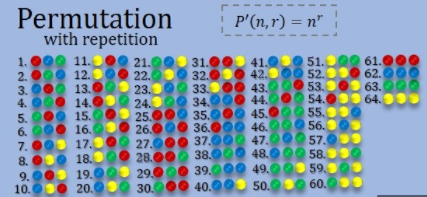 Permutation
with repetition
P'(n, r) = nʳ
1. 11. 21. 31. 41. 51. 61.
2. 12. 22. 32. 42. 52. 62.
3. 13. 23. 33. 43. 53. 63.
4. 14. 24. 34. 44. 54. 64.
5. 15. 25. 35. 45. 55.
6. 16. 26. 36. 46. 56.
7. 17. 27. 37. 47. 57.
8. 18. 28. 38. 48. 58.
9. 19. 29. 39. 49. 59.
10. 20. 30. 40. 50. 60.